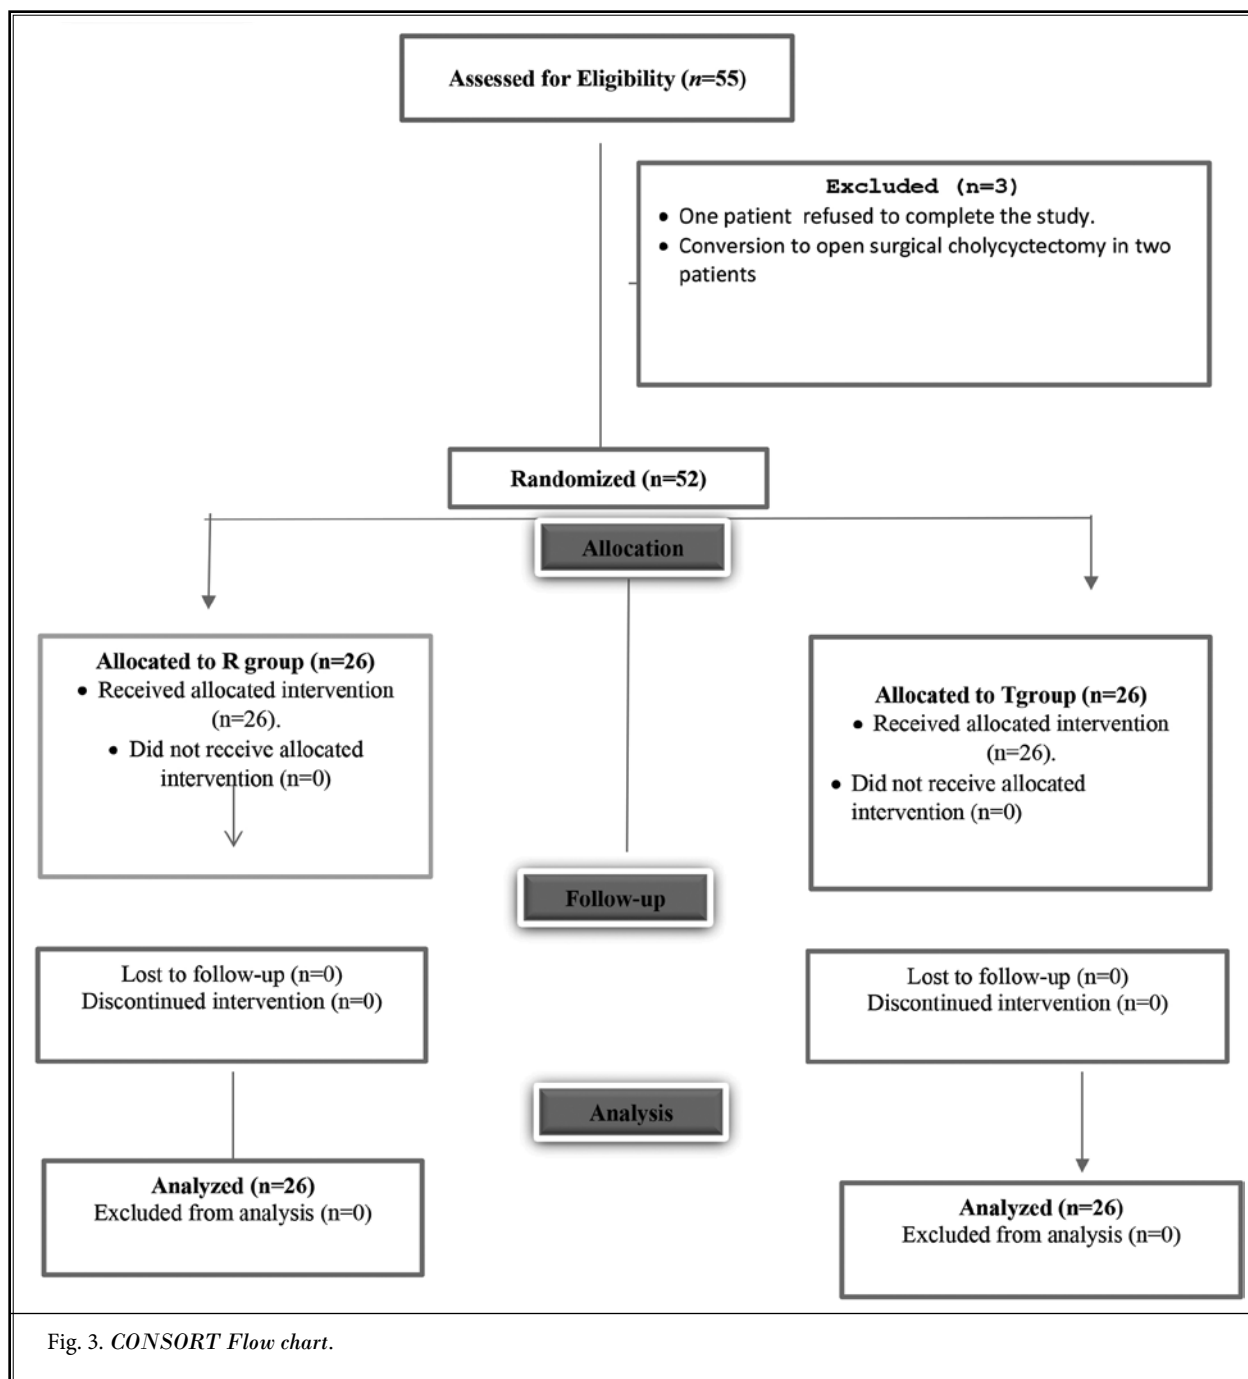 Assessed for Eligibility (n=55)
Excluded (n=3)
• One patient refused to complete the study.
• Conversion to open surgical cholycyctectomy in two
patients
Randomized (n=52)
Allocation
Allocated to R group (n=26)
• Received allocated intervention
(n=26).
• Did not receive allocated
intervention (n=0)
Allocated to Tgroup (n=26)
• Received allocated intervention
(n=26).
• Did not receive allocated
intervention (n=0)
Follow-up
Lost to follow-up (n=0)
Discontinued intervention (n=0)
Lost to follow-up (n=0)
Discontinued intervention (n=0)
Analysis
Analyzed (n=26)
Excluded from analysis (n=0)
Analyzed (n=26)
Excluded from analysis (n=0)
Fig. 3. CONSORT Flow chart.